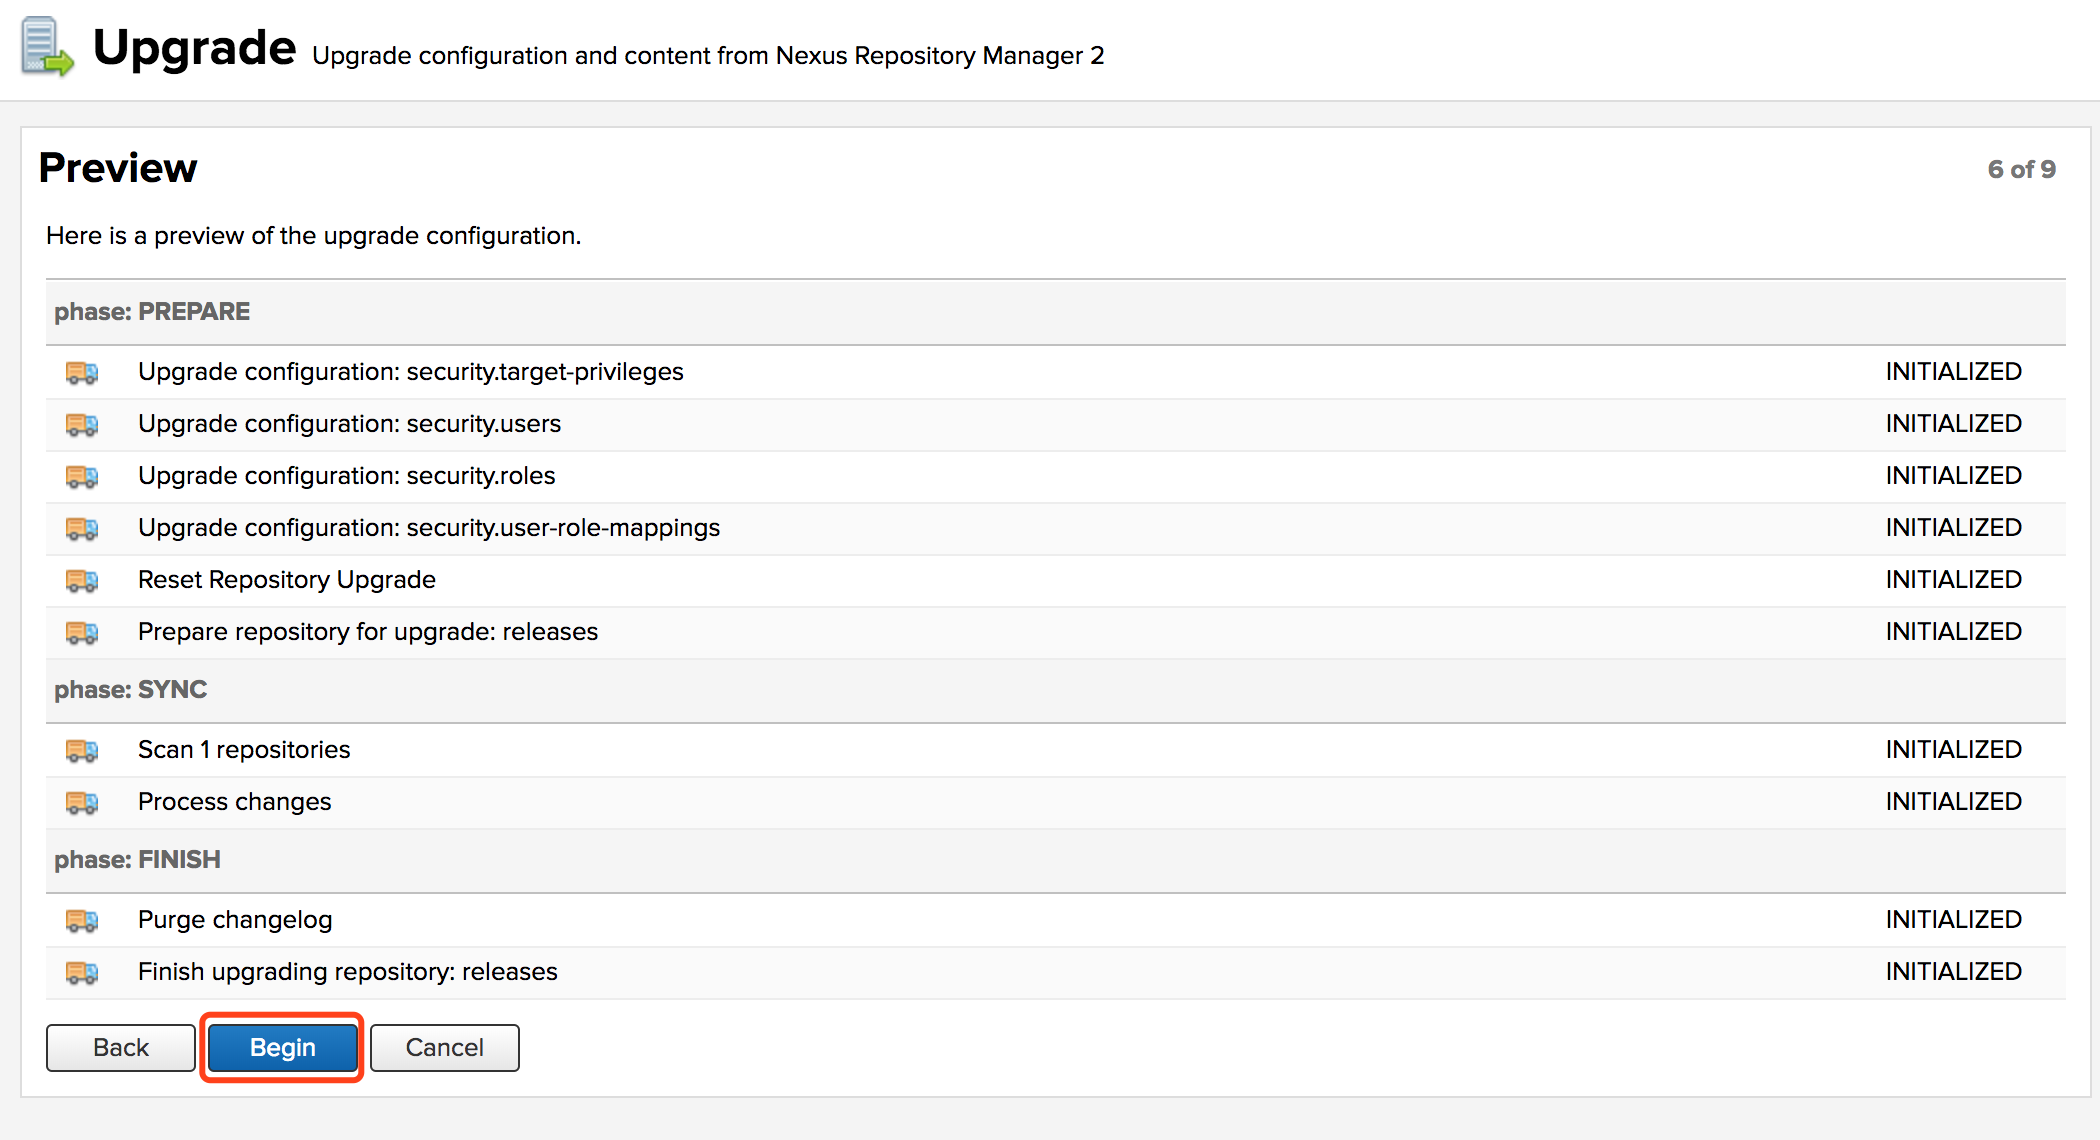 Upgrade Upgrade configuration and content from Nexus Repository Manager 2
Preview 6 of 9
Here is a preview of the upgrade configuration.
phase: PREPARE
Upgrade configuration: security.target-privileges INITIALIZED
Upgrade configuration: security.users INITIALIZED
Upgrade configuration: security.roles INITIALIZED
Upgrade configuration: security.user-role-mappings INITIALIZED
Reset Repository Upgrade INITIALIZED
Prepare repository for upgrade: releases INITIALIZED
phase: SYNC
Scan 1 repositories INITIALIZED
Process changes INITIALIZED
phase: FINISH
Purge changelog INITIALIZED
Finish upgrading repository: releases INITIALIZED
Back Begin Cancel